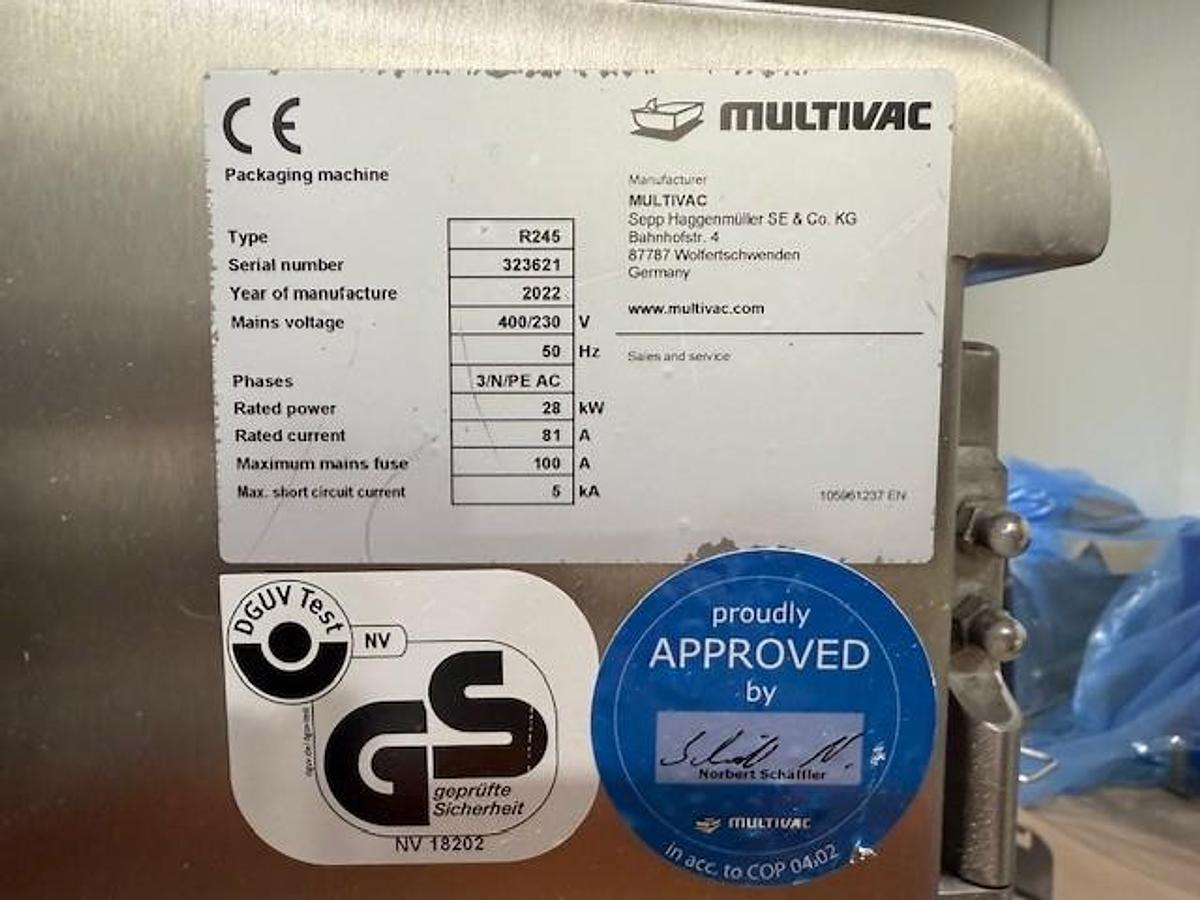 CE
MULTIVAC
Packaging machine
Type R245
Serial number 323621
Year of manufacture 2022
Mains voltage 400/230 V
50 Hz
Phases 3/N/PE AC
Rated power 28 kW
Rated current 81 A
Maximum mains fuse 100 A
Max. short circuit current 5 kA
Manufacturer
MULTIVAC
Sepp Haggenmüller SE & Co. KG
Bahnhofstr. 4
87787 Wolfertschwenden
Germany
www.multivac.com
Sales and service
105961237 EN
DGUV Test
NV
GS
geprüfte
Sicherheit
NV 18202
proudly
APPROVED
by
Norbert Schäffler
MULTIVAC
in acc. to COP 04.02